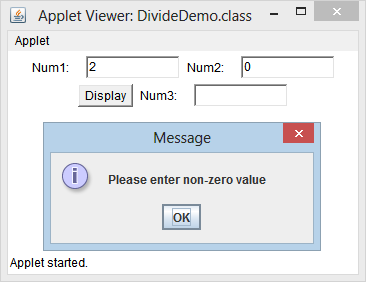 Applet Viewer: DivideDemo.class
Applet
Num1: 2 Num2: 0
Display Num3:
Message
Please enter non-zero value
OK
Applet started.